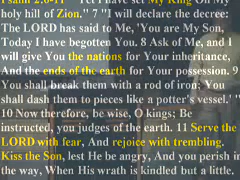 Psalm 2:6-11 "Yet I have set My King On My
holy hill of Zion." 7 "I will declare the decree:
The LORD has said to Me, 'You are My Son,
Today I have begotten You. 8 Ask of Me, and I
will give You the nations for Your inheritance,
And the ends of the earth for Your possession. 9
You shall break them with a rod of iron; You
shall dash them to pieces like a potter's vessel.' "
10 Now therefore, be wise, O kings; Be
instructed, you judges of the earth. 11 Serve the
LORD with fear, And rejoice with trembling.
Kiss the Son, lest He be angry, And you perish in
the way, When His wrath is kindled but a little.